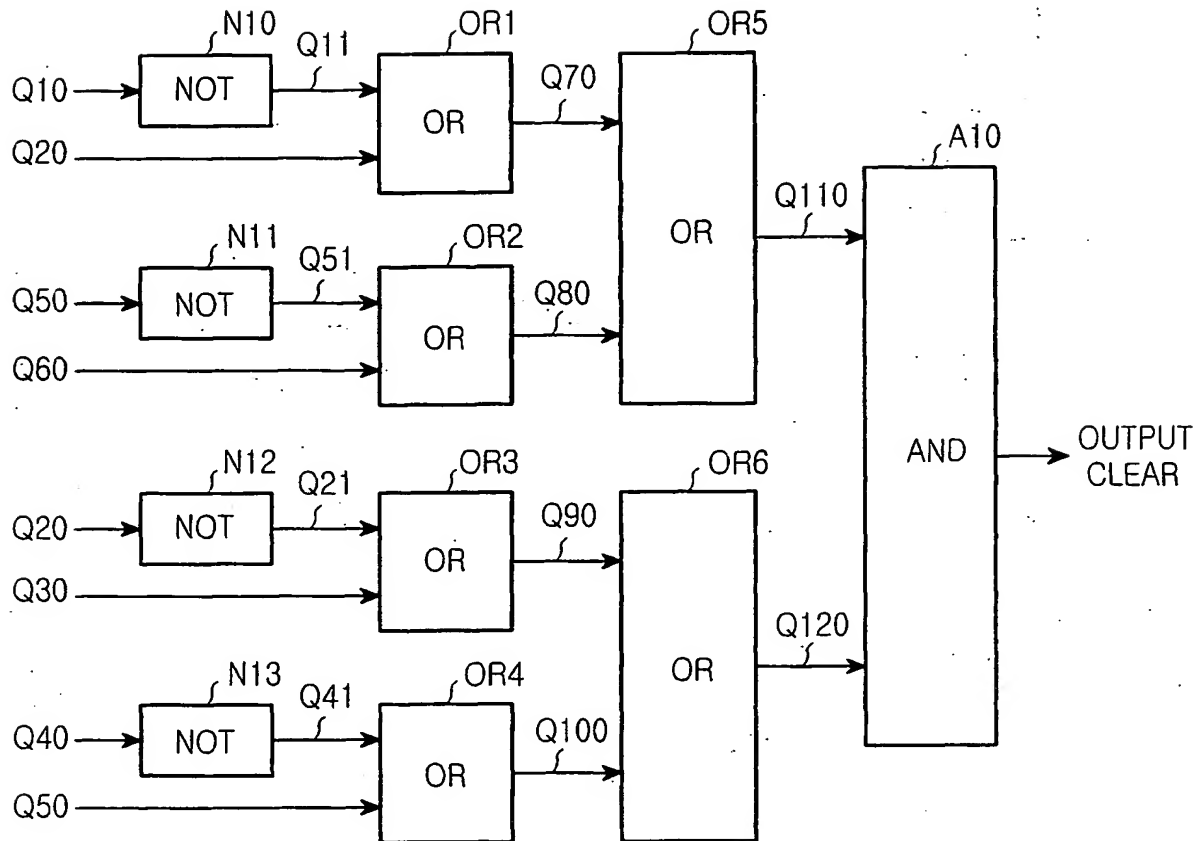 N10
Q11
OR1
OR5
Q10
NOT
Q70
OR
Q20
A10
Q110
OR
N11
Q51
OR2
Q50
NOT
Q80
OR
Q60
AND
OUTPUT
CLEAR
N12
Q21
OR3
OR6
Q20
NOT
Q90
OR
Q30
Q120
OR
N13
Q41
OR4
Q40
NOT
Q100
OR
Q50